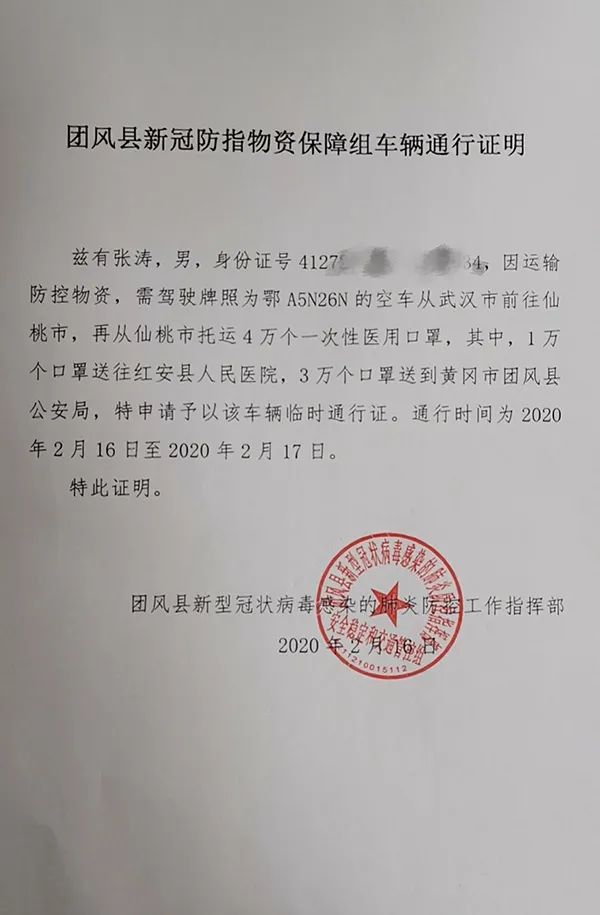 团风县新冠防指物资保障组车辆通行证明
兹有张涛，男，身份证号 4127 34，因运输
防控物资，需驾驶牌照为鄂 A5N26N 的空车从武汉市前往仙
桃市，再从仙桃市托运 4 万个一次性医用口罩，其中，1 万
个口罩送往红安县人民医院，3 万个口罩送到黄冈市团风县
公安局，特申请予以该车辆临时通行证。通行时间为 2020
年 2 月 16 日至 2020 年 2 月 17 日。
特此证明。
团风县新型冠状病毒感染的肺炎防控工作指挥部
2020 年 2 月 16 日
团风县新型冠状病毒感染的肺炎防控工作指挥部
安全稳定和交通管控组